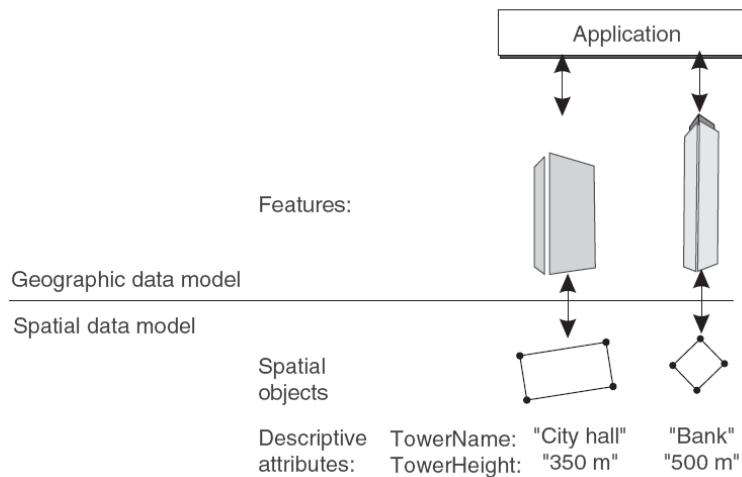 Application
Features:
Geographic data model
Spatial data model
Spatial
objects
Descriptive TowerName: "City hall" "Bank"
attributes: TowerHeight: "350 m" "500 m"